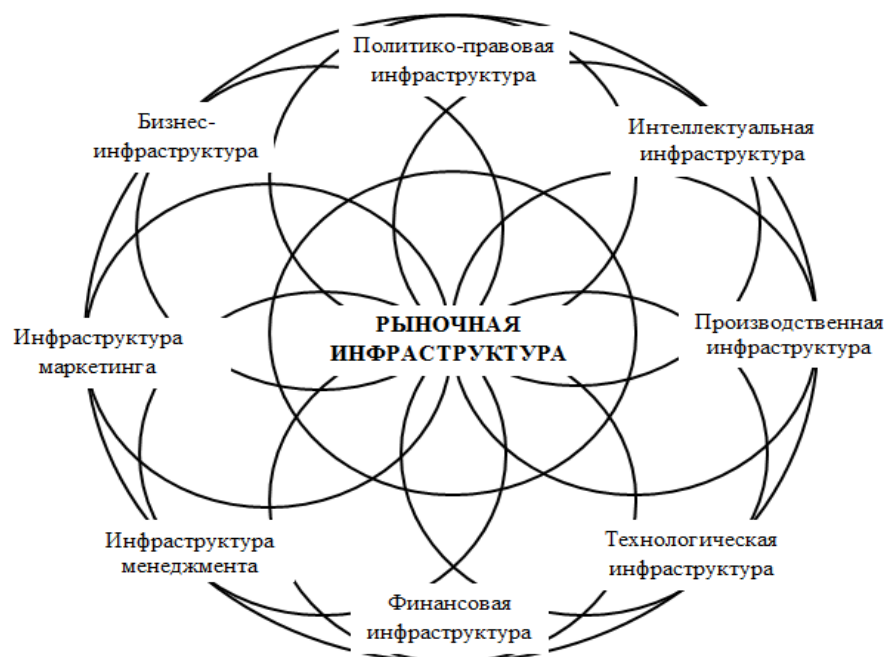 Политико-правовая
инфраструктура
Бизнес-
инфраструктура
Интеллектуальная
инфраструктура
РЫНОЧНАЯ
ИНФРАСТРУКТУРА
Инфраструктура
маркетинга
Производственная
инфраструктура
Инфраструктура
менеджмента
Технологическая
инфраструктура
Финансовая
инфраструктура